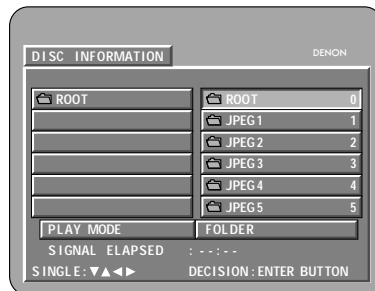 DISC INFORMATION DENON
ROOT ROOT 0
JPEG1 1
JPEG2 2
JPEG3 3
JPEG4 4
JPEG5 5
PLAY MODE FOLDER
SIGNAL ELAPSED : --:--
SINGLE:▼▲◄► DECISION:ENTER BUTTON